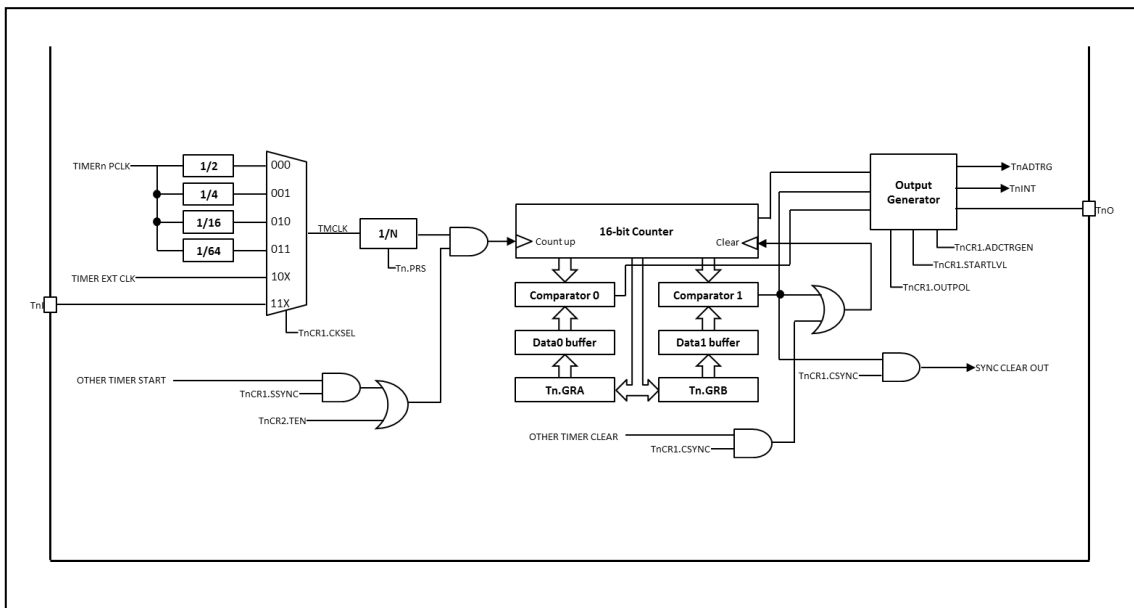 TIMERn PCLK
1/2
000
1/4
001
1/16
010
1/64
011
TIMER EXT CLK
10X
TnI
11X
TnCR1.CKSEL
TMCLK
1/N
Tn.PRS
OTHER TIMER START
TnCR1.SSYNC
TnCR2.TEN
16-bit Counter
Count up
Clear
Comparator 0
Comparator 1
Data0 buffer
Data1 buffer
Tn.GRA
Tn.GRB
OTHER TIMER CLEAR
TnCR1.CSYNC
Output
Generator
TnADTRG
TnINT
TnO
TnCR1.ADCTRGEN
TnCR1.STARTLVL
TnCR1.OUTPOL
TnCR1.CSYNC
SYNC CLEAR OUT